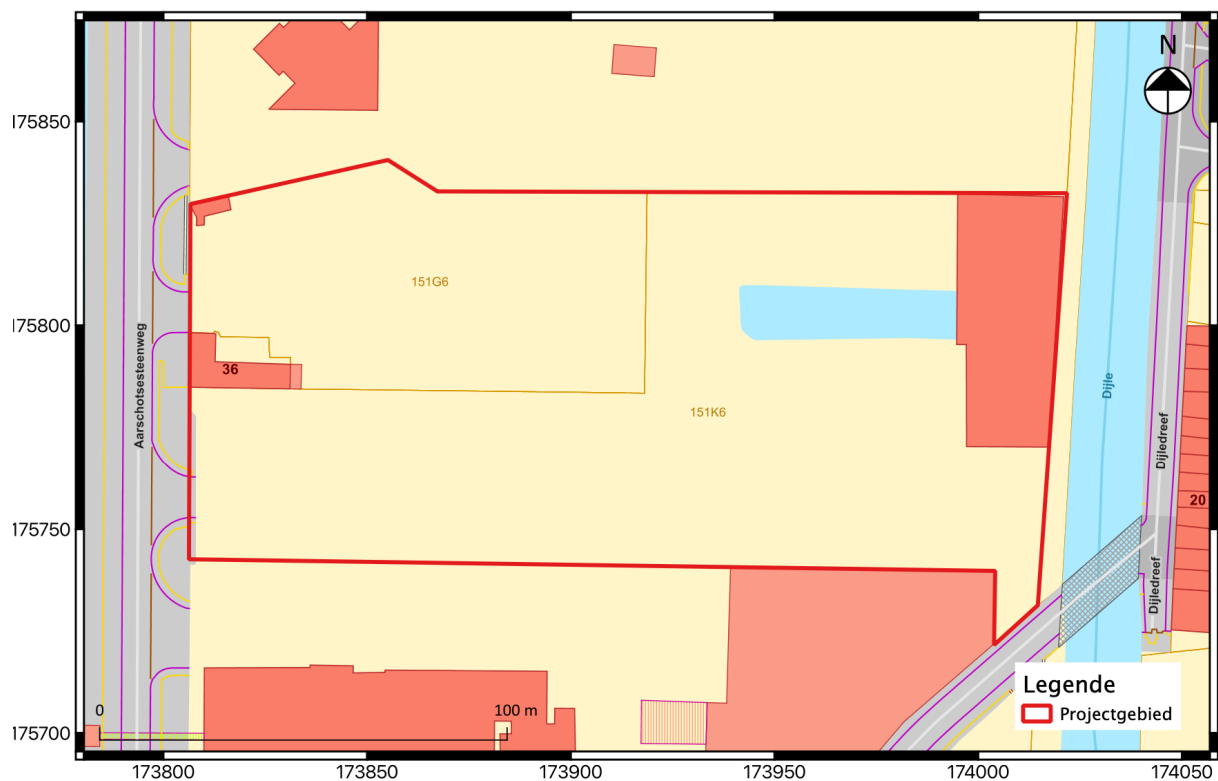 N
175850
175800
175750
175700
151G6
36
151K6
Aarschotsesteenweg
Dijle
Dijledreef
20
Dijledreef
0
100 m
Legende
Projectgebied
173800
173850
173900
173950
174000
174050